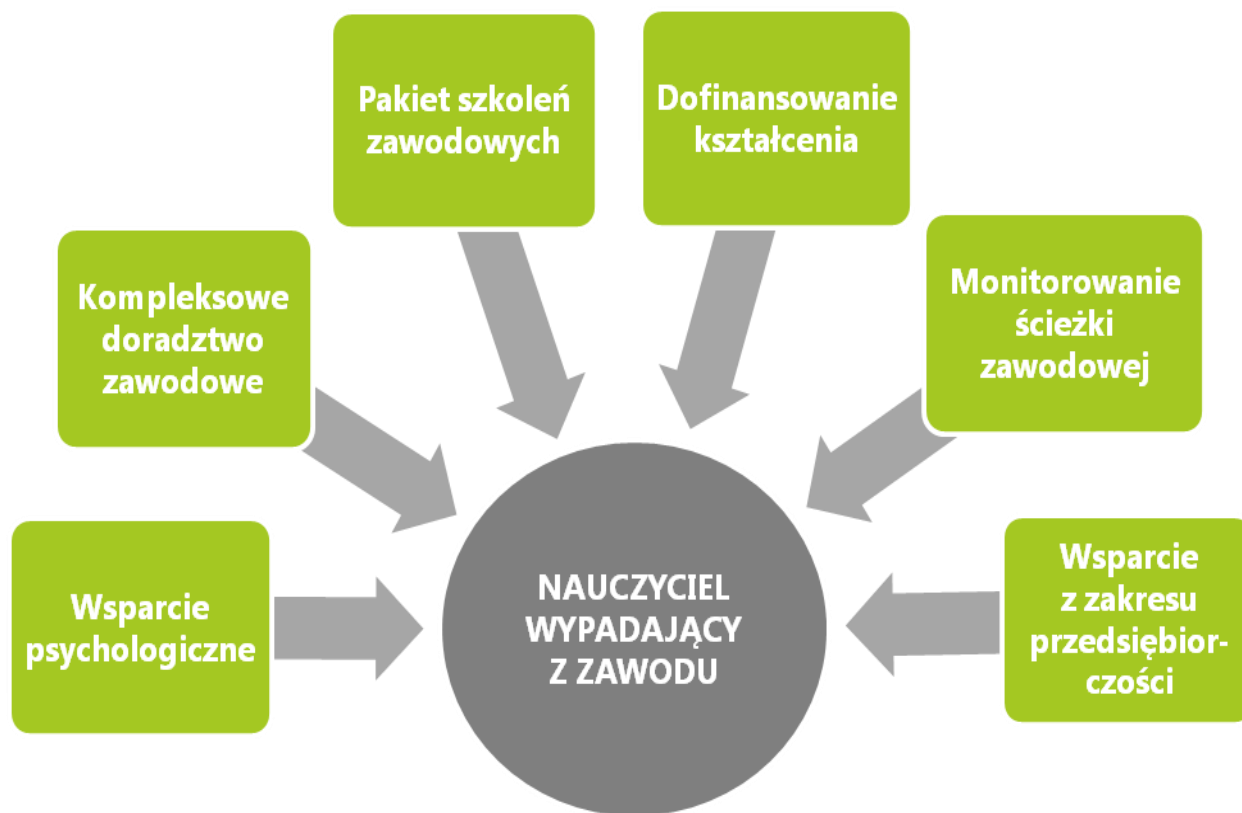 Pakiet szkoleń
zawodowych
Dofinansowanie
kształcenia
Kompleksowe
doradztwo
zawodowe
Monitorowanie
ścieżki
zawodowej
Wsparcie
psychologiczne
NAUCZYCIEL
WYPADAJĄCY
Z ZAWODU
Wsparcie
z zakresu
przedsiębior-
czości